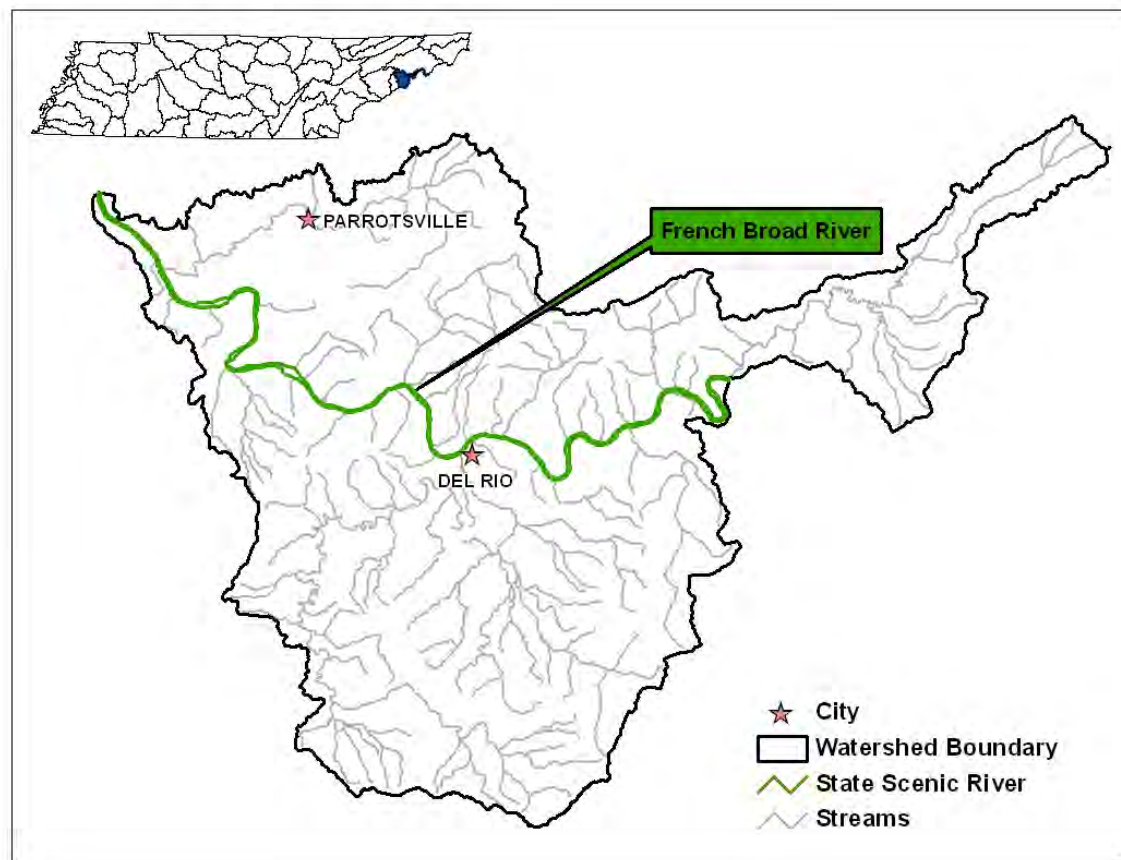 PARROTSVILLE
French Broad River
DEL RIO
City
Watershed Boundary
State Scenic River
Streams